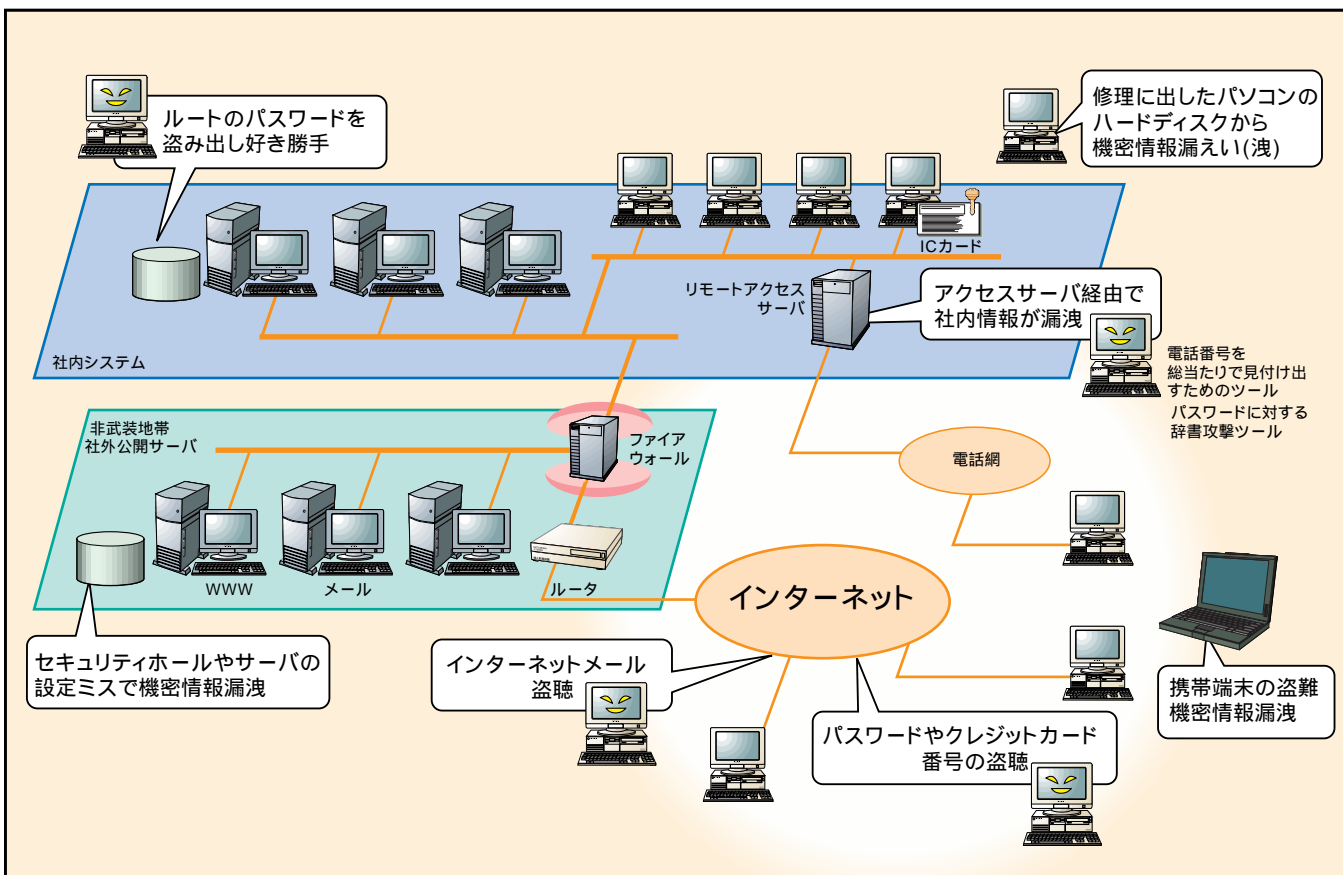 ルートのパスワードを
盗み出し好き勝手
修理に出したパソコンの
ハードディスクから
機密情報漏えい(洩)
ICカード
リモートアクセス
サーバ
アクセスサーバ経由で
社内情報が漏洩
社内システム
電話番号を
総当たりで見付け出
すためのツール
パスワードに対する
辞書攻撃ツール
非武装地帯
社外公開サーバ
ファイア
ウォール
電話網
WWW
メール
ルータ
インターネット
セキュリティホールやサーバの
設定ミスで機密情報漏洩
インターネットメール
盗聴
パスワードやクレジットカード
番号の盗聴
携帯端末の盗難
機密情報漏洩